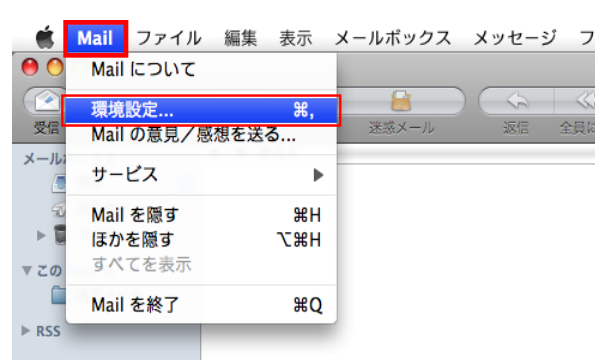 Mail ファイル 編集 表示 メールボックス メッセージ フ
Mail について
環境設定... ⌘,
Mail の意見／感想を送る...
サービス ▶
Mail を隠す ⌘H
ほかを隠す ⌥⌘H
すべてを表示
Mail を終了 ⌘Q
受信
迷惑メール
返信
全員に
メール
この
RSS